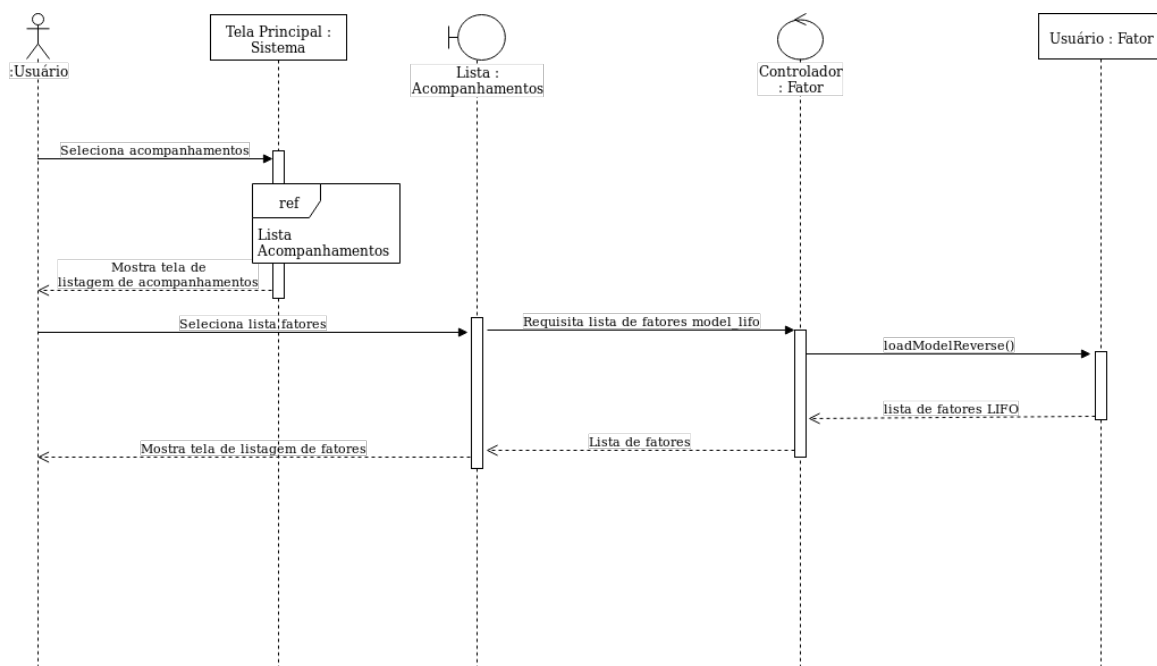 :Usuário
Tela Principal :
Sistema
Lista :
Acompanhamentos
Controlador
: Fator
Usuário : Fator
Seleciona acompanhamentos
ref
Lista
Acompanhamentos
Mostra tela de
listagem de acompanhamentos
Seleciona lista fatores
Requisita lista de fatores model_lifo
loadModelReverse()
lista de fatores LIFO
Lista de fatores
Mostra tela de listagem de fatores